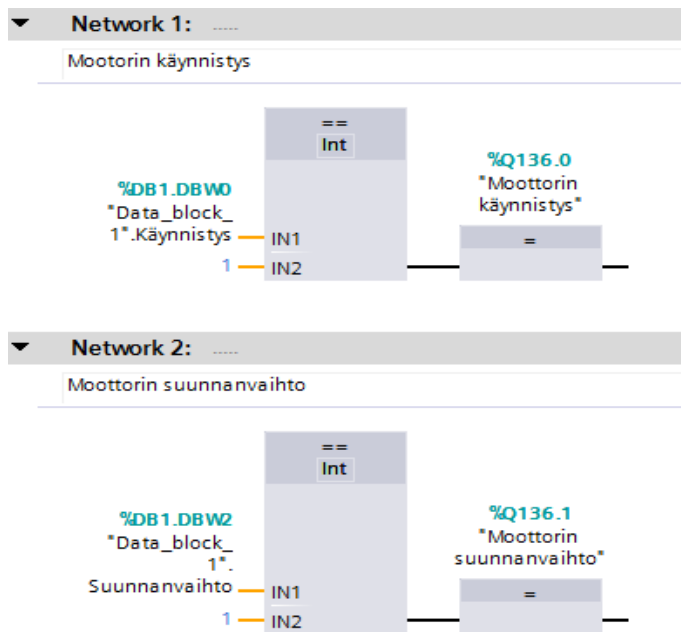 Network 1: .....
Mootorin käynnistys
==
Int
%DB1.DBW0
"Data_block_
1".Käynnistys
IN1
1
IN2
%Q136.0
"Moottorin
käynnistys"
=
Network 2: .....
Moottorin suunnanvaihto
==
Int
%DB1.DBW2
"Data_block_
1".
Suunnanvaihto
IN1
1
IN2
%Q136.1
"Moottorin
suunnanvaihto"
=